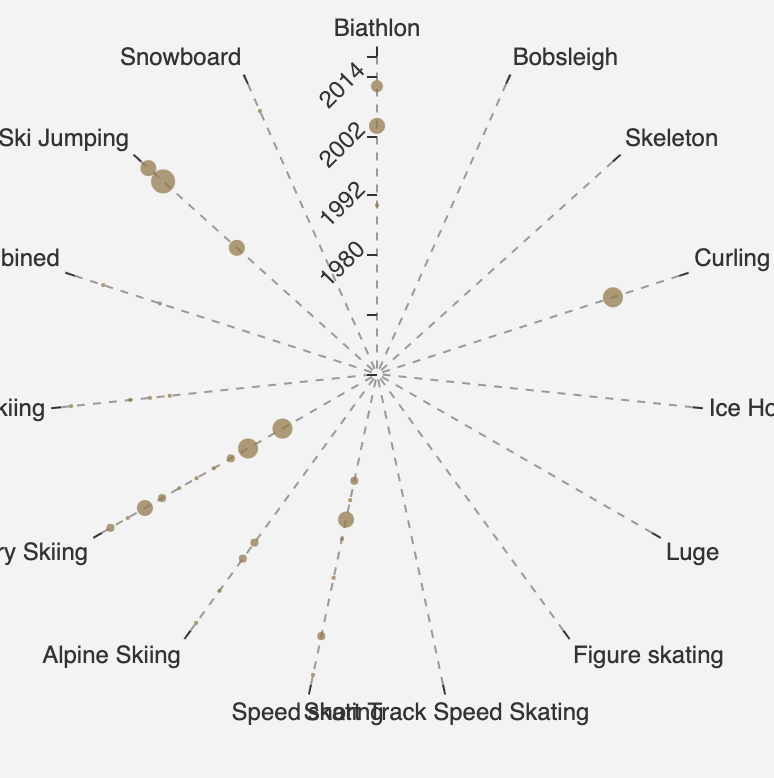 Biathlon
Snowboard
Bobsleigh
2014
Ski Jumping
2002
Skeleton
1992
bined
1980
Curling
kiing
Ice Ho
ry Skiing
Luge
Alpine Skiing
Figure skating
Speed Skating
Short Track Speed Skating